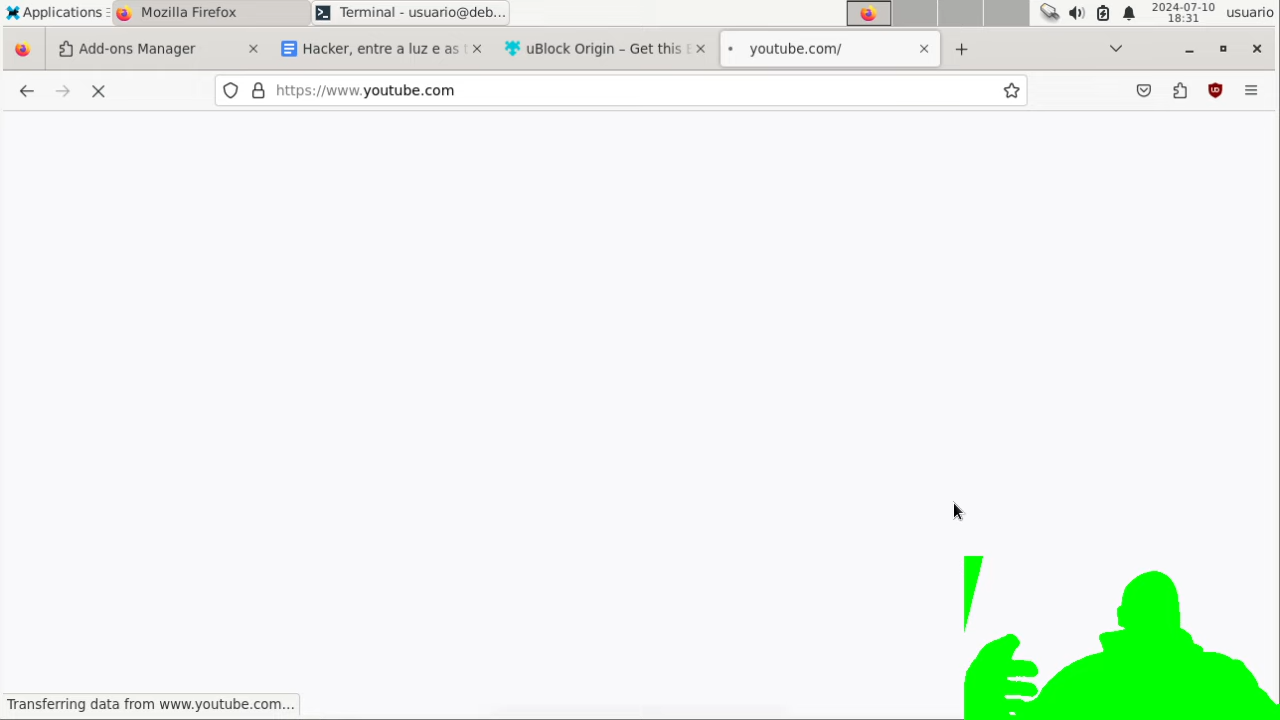 Applications
Mozilla Firefox
Terminal - usuario@deb...
2024-07-10
18:31
usuario
Add-ons Manager
Hacker, entre a luz e as t
uBlock Origin – Get this E
youtube.com/
https://www.youtube.com
Transferring data from www.youtube.com...